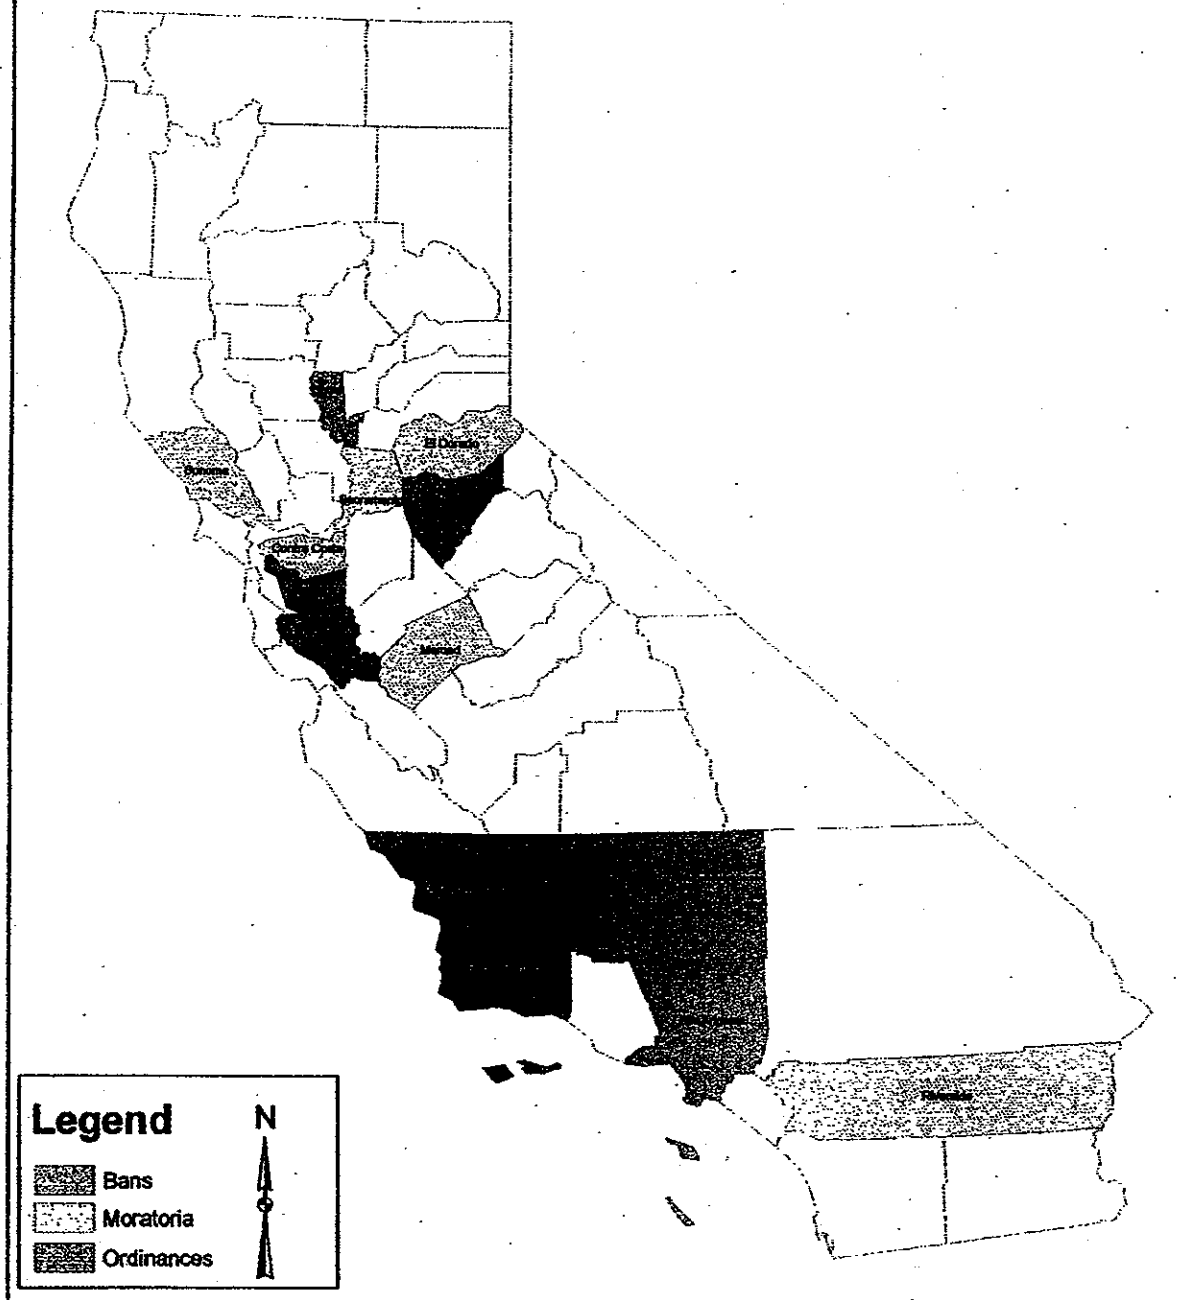 El Dorado
Sonoma
Sacramento
Contra Costa
Merced
Riverside
Legend
N
Bans
Moratoria
Ordinances